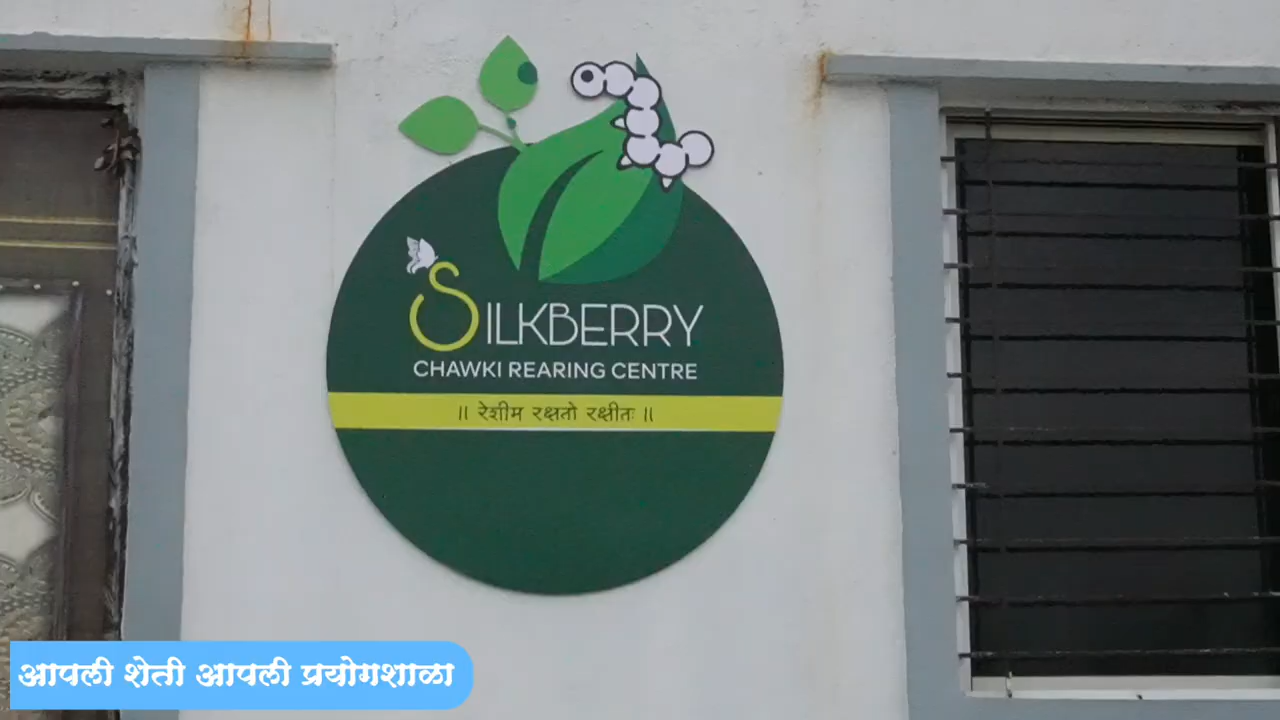 SILKBERRY
CHAWKI REARING CENTRE
॥ रेशीम रक्षतो रक्षीतः ॥
आपली शेती आपली प्रयोगशाळा